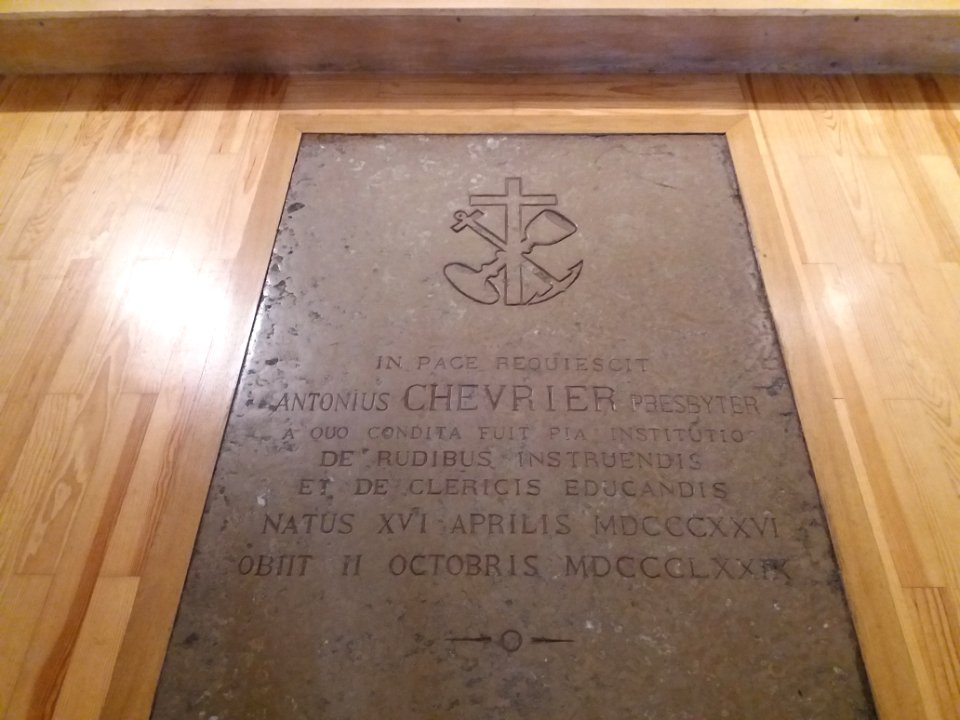 IN PACE REQUIESCIT
ANTONIUS CHEVRIER PRESBYTER
A QUO CONDITA FUIT PIA INSTITUTIO
DE RUDIBUS INSTRUENDIS
ET DE CLERICIS EDUCANDIS
NATUS XVI APRILIS MDCCCXXVI
OBIIT II OCTOBRIS MDCCCLXXIX